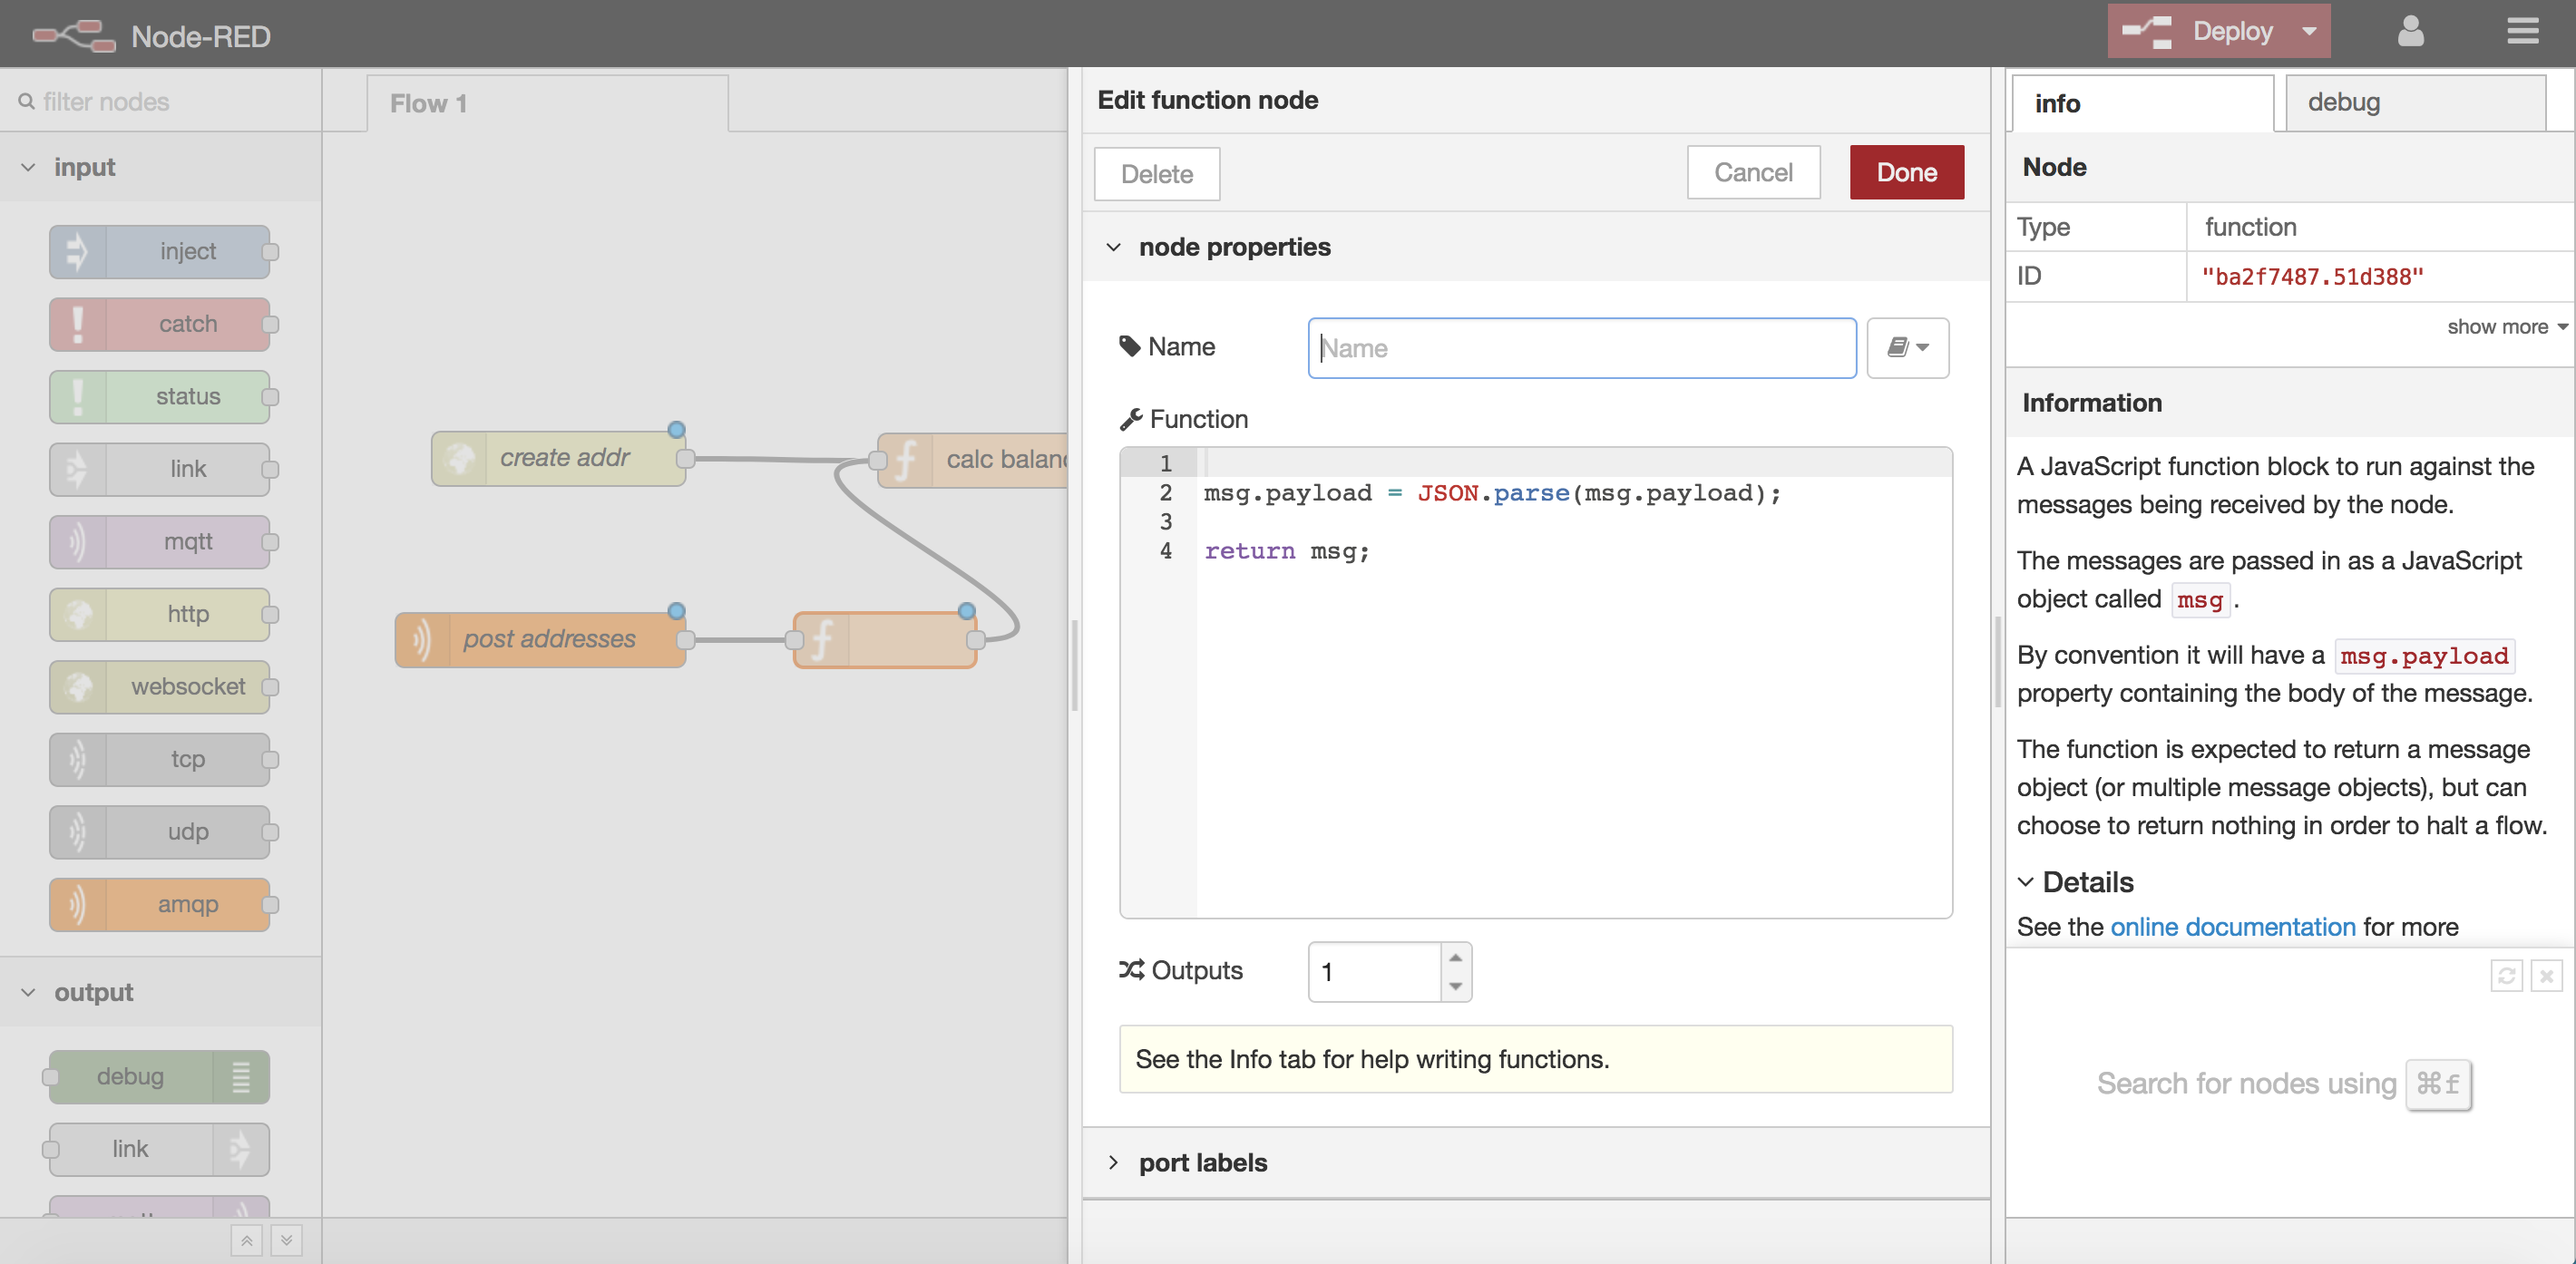 Node-RED
Deploy
filter nodes
input
inject
catch
status
link
mqtt
http
websocket
tcp
udp
amqp
output
debug
link
Flow 1
create addr
calc balanc
post addresses
Edit function node
Delete
Cancel
Done
node properties
Name
Name
Function
1
2 msg.payload = JSON.parse(msg.payload);
3
4 return msg;
Outputs
1
See the Info tab for help writing functions.
port labels
info
debug
Node
Type function
ID "ba2f7487.51d388"
show more
Information
A JavaScript function block to run against the
messages being received by the node.
The messages are passed in as a JavaScript
object called msg .
By convention it will have a msg.payload
property containing the body of the message.
The function is expected to return a message
object (or multiple message objects), but can
choose to return nothing in order to halt a flow.
Details
See the online documentation for more
Search for nodes using ⌘f